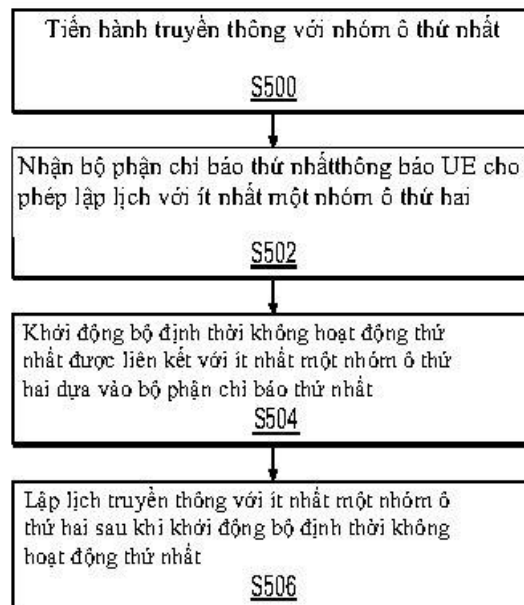 Tiến hành truyền thông với nhóm ô thứ nhất
S500
Nhận bộ phận chỉ báo thứ nhấtthông báo UE cho
phép lập lịch với ít nhất một nhóm ô thứ hai
S502
Khởi động bộ định thời không hoạt động thứ
nhất được liên kết với ít nhất một nhóm ô thứ
hai dựa vào bộ phận chỉ báo thứ nhất
S504
Lập lịch truyền thông với ít nhất một nhóm ô
thứ hai sau khi khởi động bộ định thời không
hoạt động thứ nhất
S506